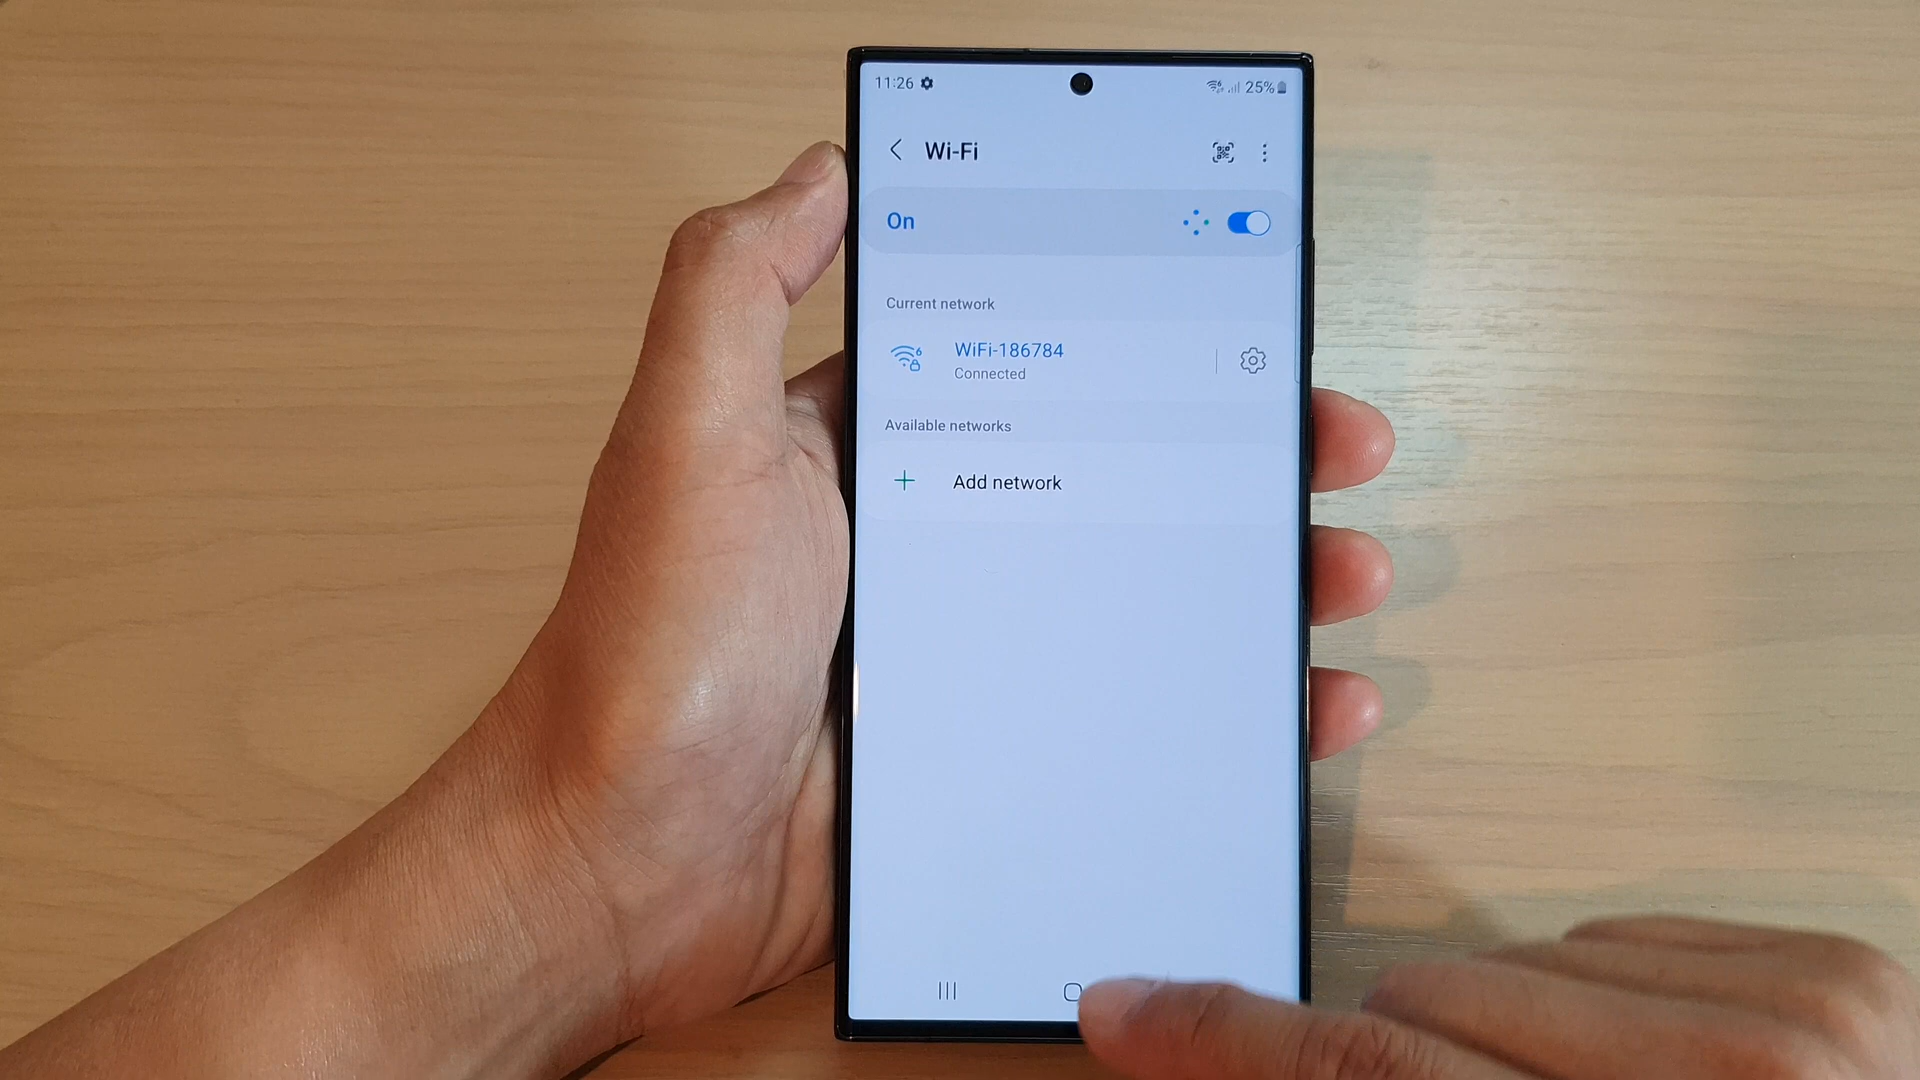 11:26 25%
Wi-Fi
On
Current network
WiFi-186784
Connected
Available networks
Add network